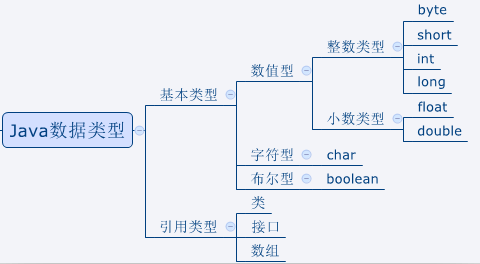 Java数据类型
基本类型
数值型
整数类型
byte
short
int
long
小数类型
float
double
字符型
char
布尔型
boolean
引用类型
类
接口
数组